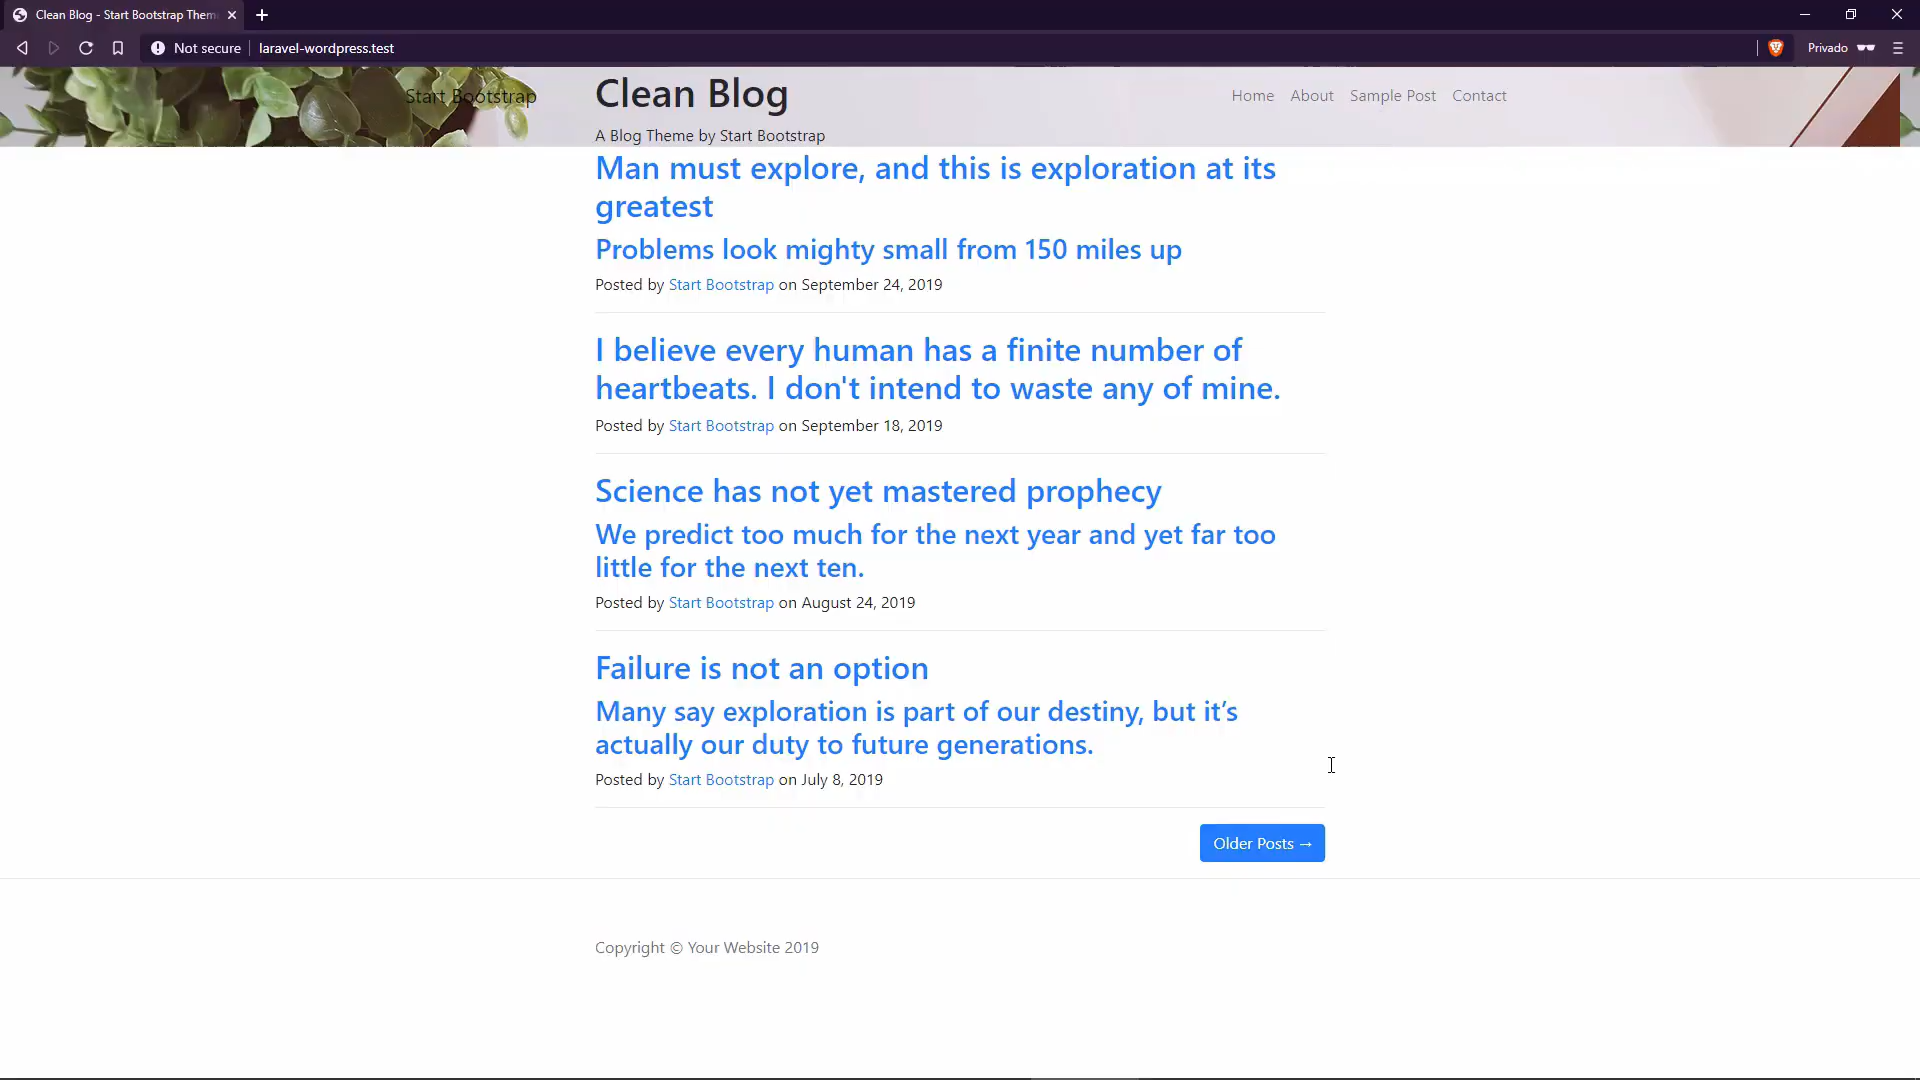 Clean Blog - Start Bootstrap Them
Not secure
laravel-wordpress.test
Privado
Start Bootstrap
Clean Blog
Home
About
Sample Post
Contact
A Blog Theme by Start Bootstrap
Man must explore, and this is exploration at its
greatest
Problems look mighty small from 150 miles up
Posted by Start Bootstrap on September 24, 2019
I believe every human has a finite number of
heartbeats. I don't intend to waste any of mine.
Posted by Start Bootstrap on September 18, 2019
Science has not yet mastered prophecy
We predict too much for the next year and yet far too
little for the next ten.
Posted by Start Bootstrap on August 24, 2019
Failure is not an option
Many say exploration is part of our destiny, but it’s
actually our duty to future generations.
Posted by Start Bootstrap on July 8, 2019
Older Posts →
Copyright © Your Website 2019